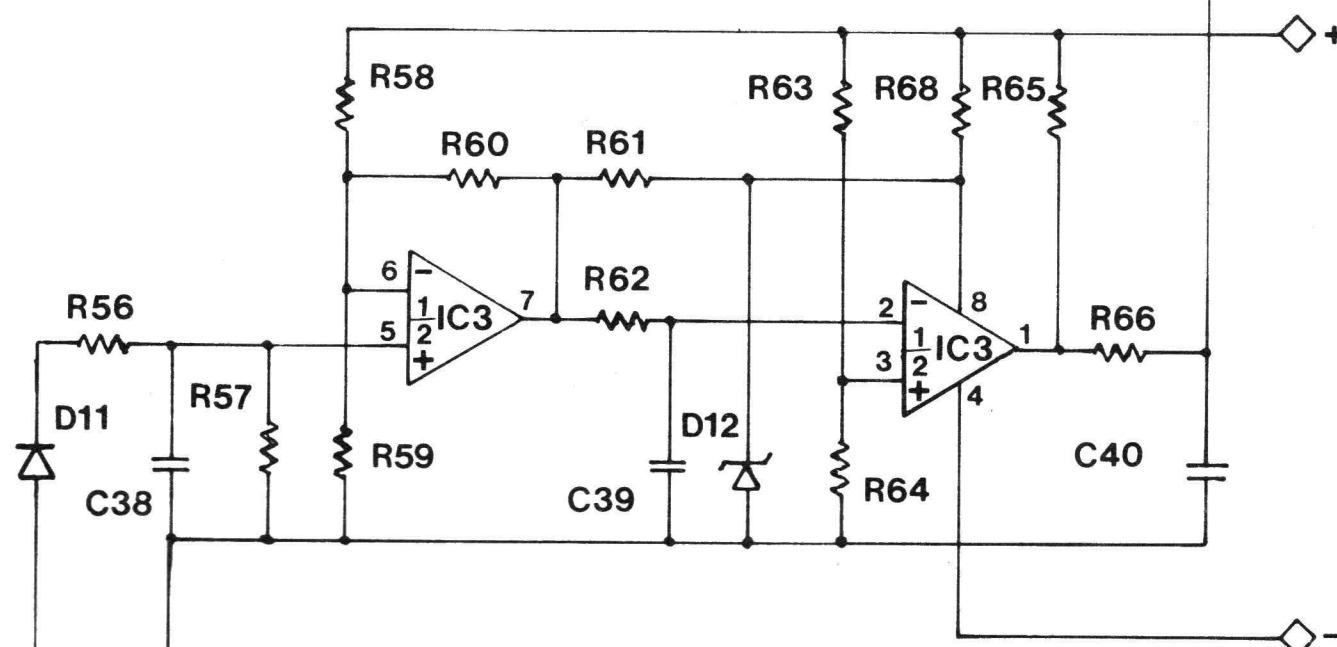 +
R58
R63
R68
R65
R60
R61
6
−
R62
8
R56
1/2 IC3
7
2
−
1
R66
5
+
1/2 IC3
3
+
4
R57
D11
D12
R59
C40
C38
C39
R64
−